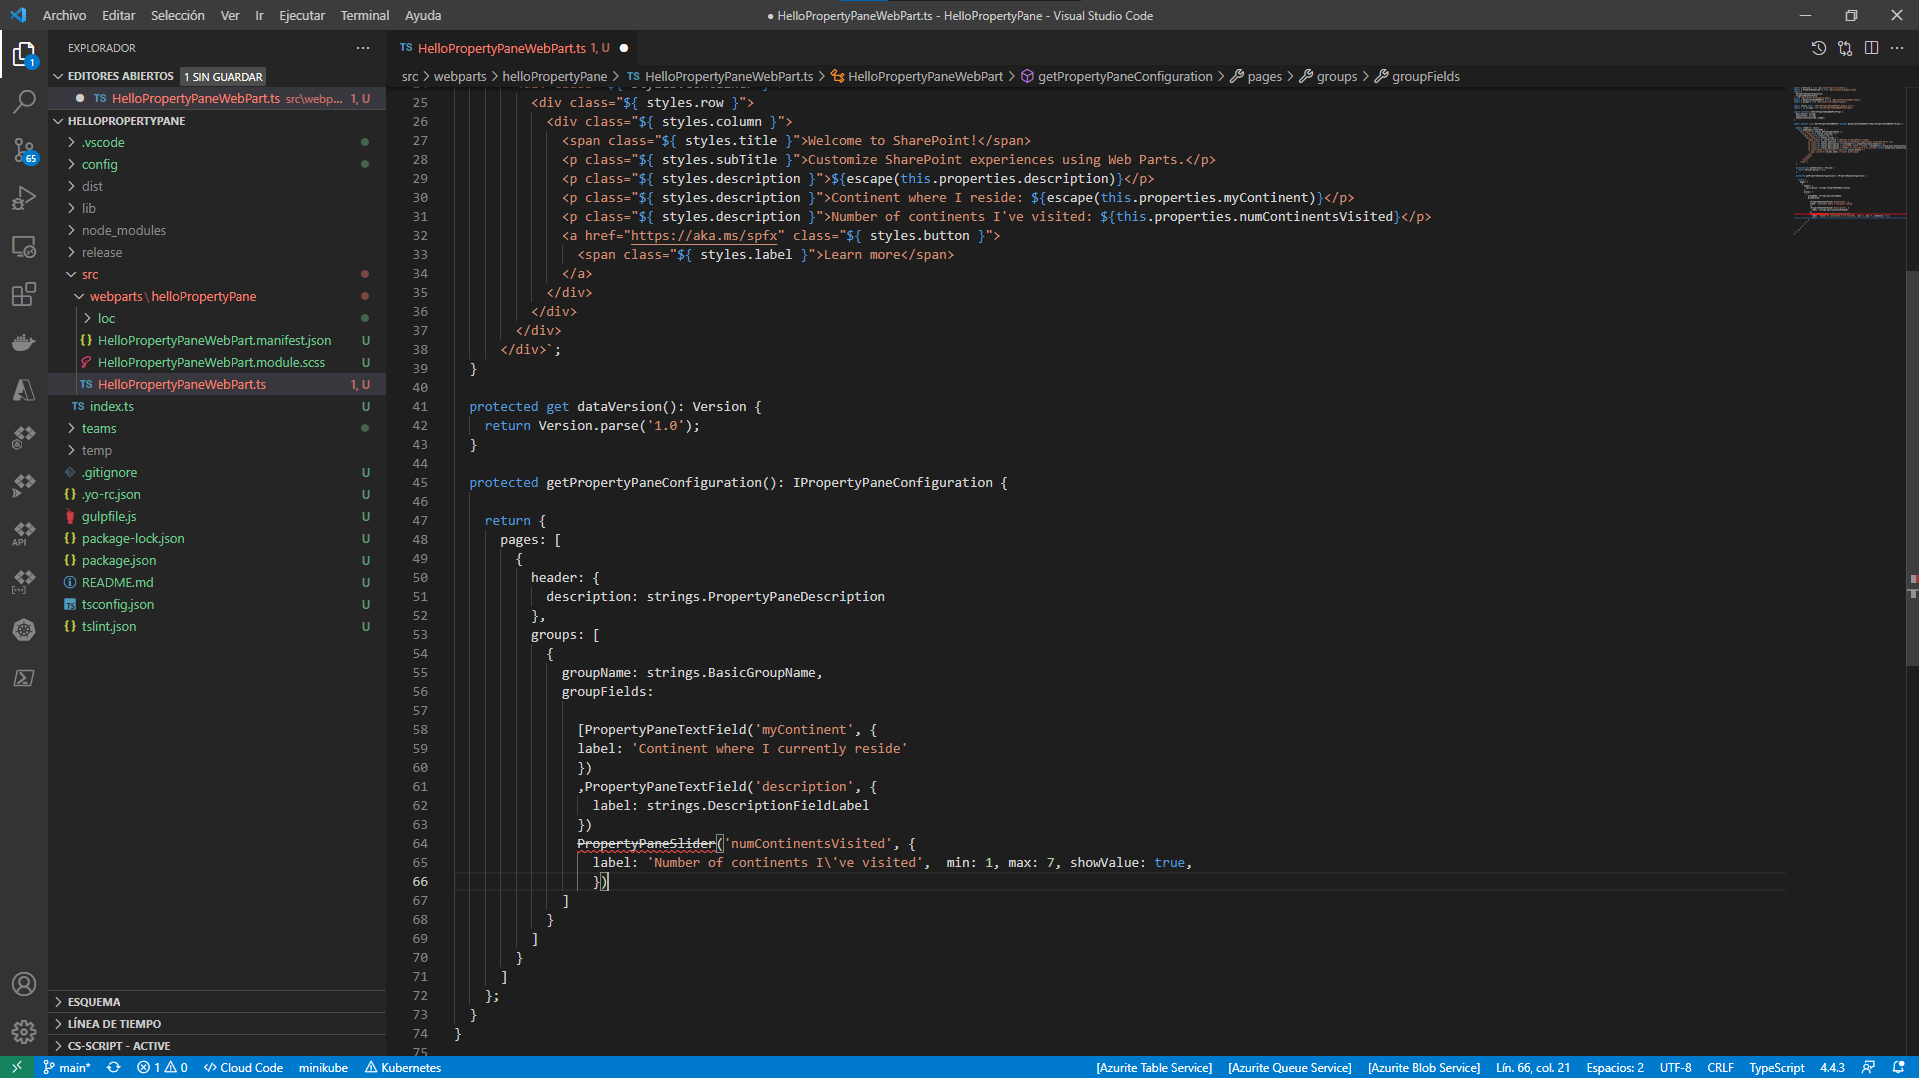 Archivo Editar Selección Ver Ir Ejecutar Terminal Ayuda
● HelloPropertyPaneWebPart.ts - HelloPropertyPane - Visual Studio Code
EXPLORADOR
EDITORES ABIERTOS 1 SIN GUARDAR
TS HelloPropertyPaneWebPart.ts src\webp... 1, U
HELLOPROPERTYPANE
.vscode
config
dist
lib
node_modules
release
src
webparts\helloPropertyPane
loc
{} HelloPropertyPaneWebPart.manifest.json U
HelloPropertyPaneWebPart.module.scss U
TS HelloPropertyPaneWebPart.ts 1, U
TS index.ts U
teams
temp
.gitignore U
{} .yo-rc.json U
gulpfile.js U
{} package-lock.json U
{} package.json U
README.md U
TS tsconfig.json U
{} tslint.json U
ESQUEMA
LÍNEA DE TIEMPO
CS-SCRIPT - ACTIVE
1
65
API
TS HelloPropertyPaneWebPart.ts 1, U
src > webparts > helloPropertyPane > TS HelloPropertyPaneWebPart.ts > HelloPropertyPaneWebPart > getPropertyPaneConfiguration > pages > groups > groupFields
25 <div class="${ styles.row }">
26 <div class="${ styles.column }">
27 <span class="${ styles.title }">Welcome to SharePoint!</span>
28 <p class="${ styles.subTitle }">Customize SharePoint experiences using Web Parts.</p>
29 <p class="${ styles.description }">${escape(this.properties.description)}</p>
30 <p class="${ styles.description }">Continent where I reside: ${escape(this.properties.myContinent)}</p>
31 <p class="${ styles.description }">Number of continents I've visited: ${this.properties.numContinentsVisited}</p>
32 <a href="https://aka.ms/spfx" class="${ styles.button }">
33 <span class="${ styles.label }">Learn more</span>
34 </a>
35 </div>
36 </div>
37 </div>
38 </div>`;
39 }
40
41 protected get dataVersion(): Version {
42 return Version.parse('1.0');
43 }
44
45 protected getPropertyPaneConfiguration(): IPropertyPaneConfiguration {
46
47 return {
48 pages: [
49 {
50 header: {
51 description: strings.PropertyPaneDescription
52 },
53 groups: [
54 {
55 groupName: strings.BasicGroupName,
56 groupFields:
57
58 [PropertyPaneTextField('myContinent', {
59 label: 'Continent where I currently reside'
60 })
61 ,PropertyPaneTextField('description', {
62 label: strings.DescriptionFieldLabel
63 })
64 PropertyPaneSlider('numContinentsVisited', {
65 label: 'Number of continents I\'ve visited', min: 1, max: 7, showValue: true,
66 })
67 ]
68 }
69 ]
70 }
71 ]
72 };
73 }
74 }
75
main* 1 0 Cloud Code minikube Kubernetes [Azurite Table Service] [Azurite Queue Service] [Azurite Blob Service] Lín. 66, col. 21 Espacios: 2 UTF-8 CRLF TypeScript 4.4.3